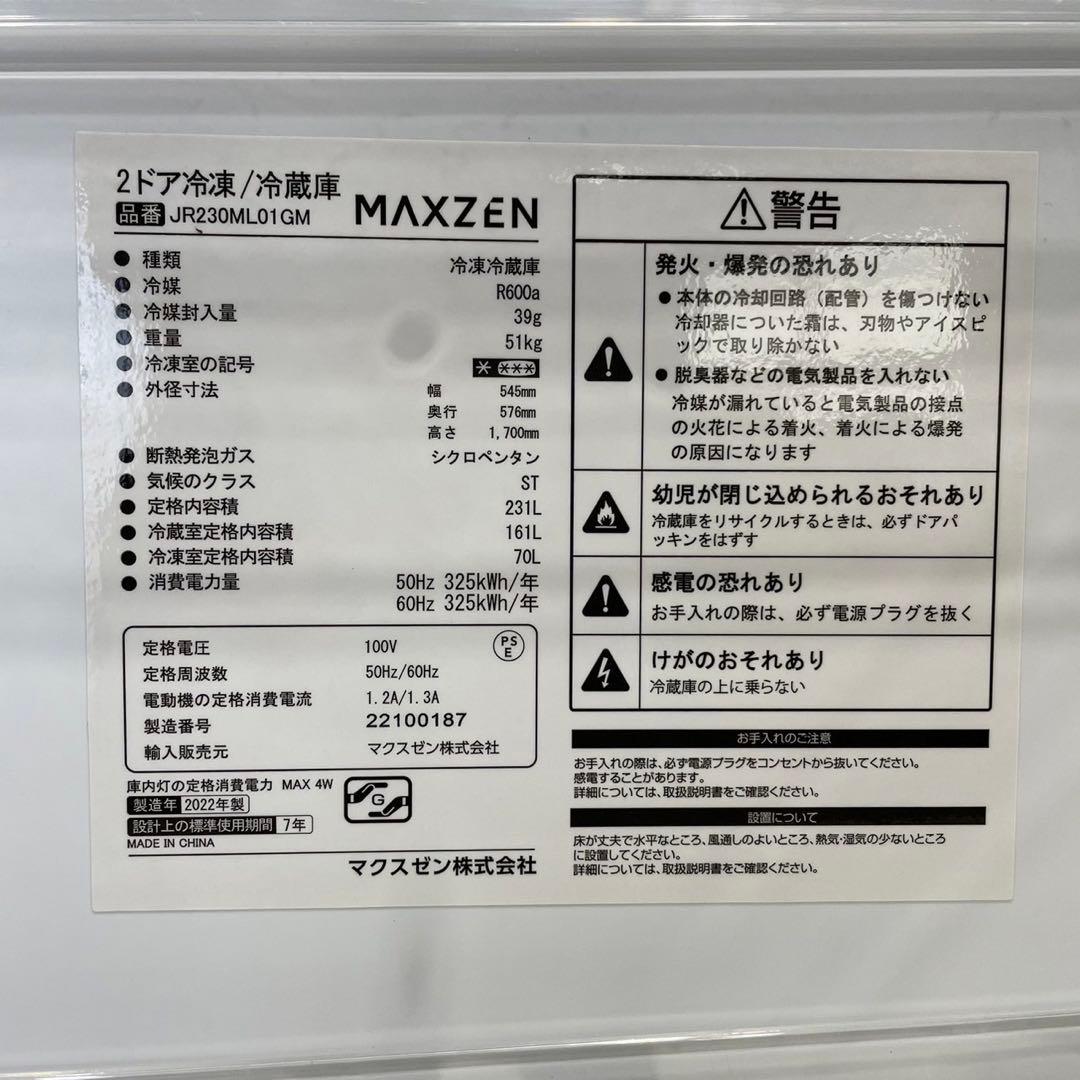 2ドア冷凍/冷蔵庫
品番 JR230ML01GM MAXZEN
● 種類 冷凍冷蔵庫
● 冷媒 R600a
● 冷媒封入量 39g
● 重量 51kg
● 冷凍室の記号 * ***
● 外径寸法 幅 545mm
奥行 576mm
高さ 1,700mm
● 断熱発泡ガス シクロペンタン
● 気候のクラス ST
● 定格内容積 231L
● 冷蔵室定格内容積 161L
● 冷凍室定格内容積 70L
● 消費電力量 50Hz 325kWh/年
60Hz 325kWh/年
定格電圧 100V PSE
定格周波数 50Hz/60Hz
電動機の定格消費電流 1.2A/1.3A
製造番号 22100187
輸入販売元 マクスゼン株式会社
庫内灯の定格消費電力 MAX 4W
製造年 2022年製
設計上の標準使用期間 7年
G
MADE IN CHINA
マクスゼン株式会社
警告
発火・爆発の恐れあり
● 本体の冷却回路（配管）を傷つけない
冷却器についた霜は、刃物やアイスピ
ックで取り除かない
● 脱臭器などの電気製品を入れない
冷媒が漏れていると電気製品の接点
の火花による着火、着火による爆発
の原因になります
幼児が閉じ込められるおそれあり
冷蔵庫をリサイクルするときは、必ずドアパ
ッキンをはずす
感電の恐れあり
お手入れの際は、必ず電源プラグを抜く
けがのおそれあり
冷蔵庫の上に乗らない
お手入れのご注意
お手入れの際は、必ず電源プラグをコンセントから抜いてください。
感電することがあります。
詳細については、取扱説明書をご確認ください。
設置について
床が丈夫で水平なところ、風通しのよいところ、熱気・湿気の少ないところ
に設置してください。
詳細については、取扱説明書をご確認ください。